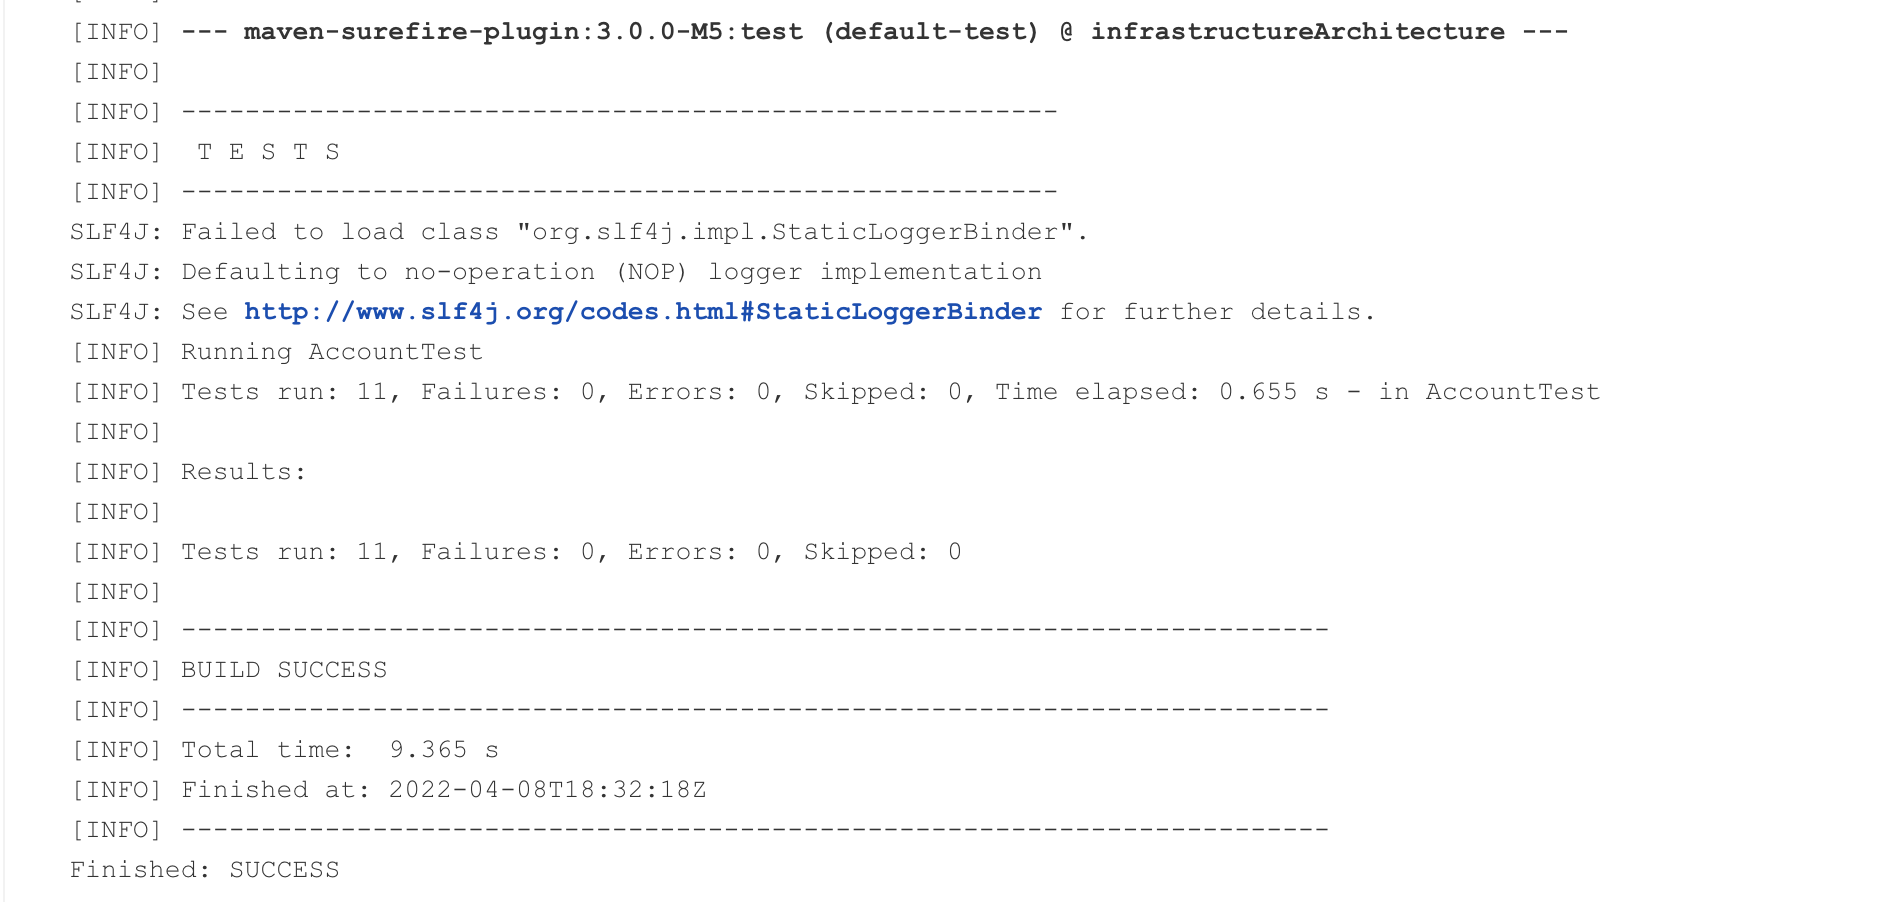 [INFO]
[INFO] --- maven-surefire-plugin:3.0.0-M5:test (default-test) @ infrastructureArchitecture ---
[INFO]
[INFO] -------------------------------------------------------
[INFO]  T E S T S
[INFO] -------------------------------------------------------
SLF4J: Failed to load class "org.slf4j.impl.StaticLoggerBinder".
SLF4J: Defaulting to no-operation (NOP) logger implementation
SLF4J: See http://www.slf4j.org/codes.html#StaticLoggerBinder for further details.
[INFO] Running AccountTest
[INFO] Tests run: 11, Failures: 0, Errors: 0, Skipped: 0, Time elapsed: 0.655 s - in AccountTest
[INFO]
[INFO] Results:
[INFO]
[INFO] Tests run: 11, Failures: 0, Errors: 0, Skipped: 0
[INFO]
[INFO] ------------------------------------------------------------------------
[INFO] BUILD SUCCESS
[INFO] ------------------------------------------------------------------------
[INFO] Total time:  9.365 s
[INFO] Finished at: 2022-04-08T18:32:18Z
[INFO] ------------------------------------------------------------------------
Finished: SUCCESS